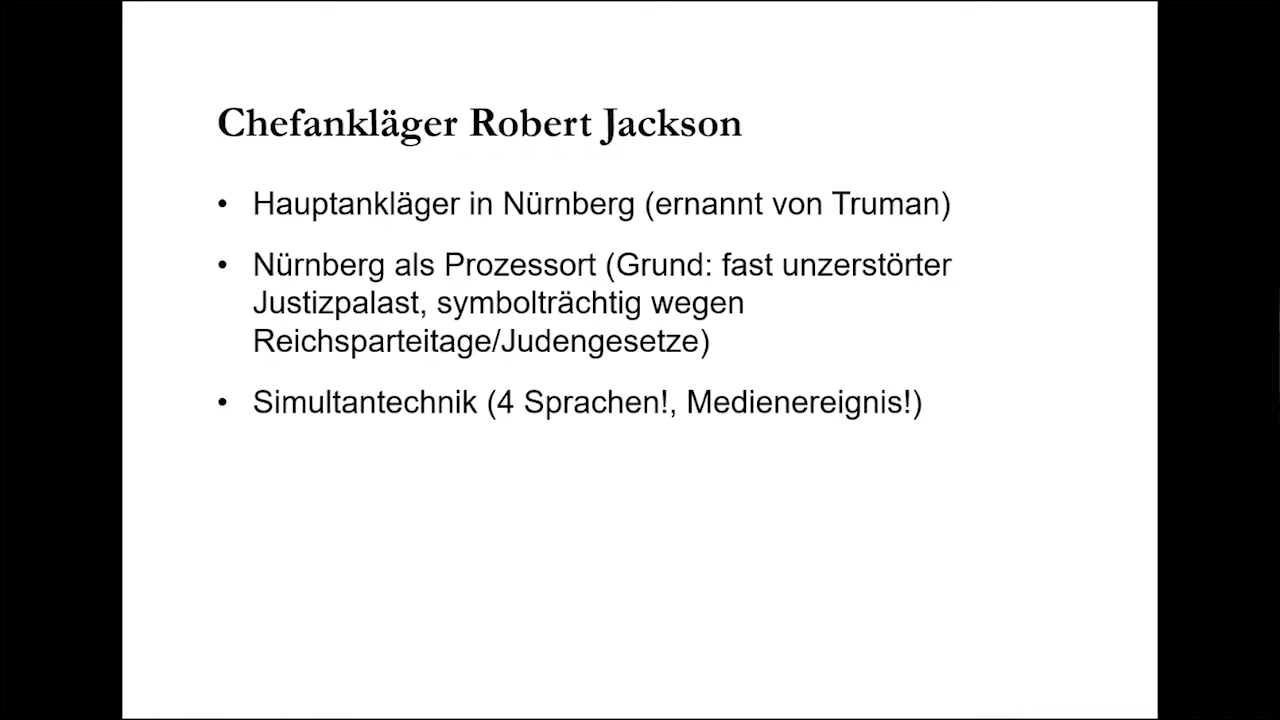 Chefankläger Robert Jackson
• Hauptankläger in Nürnberg (ernannt von Truman)
• Nürnberg als Prozessort (Grund: fast unzerstörter
Justizpalast, symbolträchtig wegen
Reichsparteitage/Judengesetze)
• Simultantechnik (4 Sprachen!, Medienereignis!)